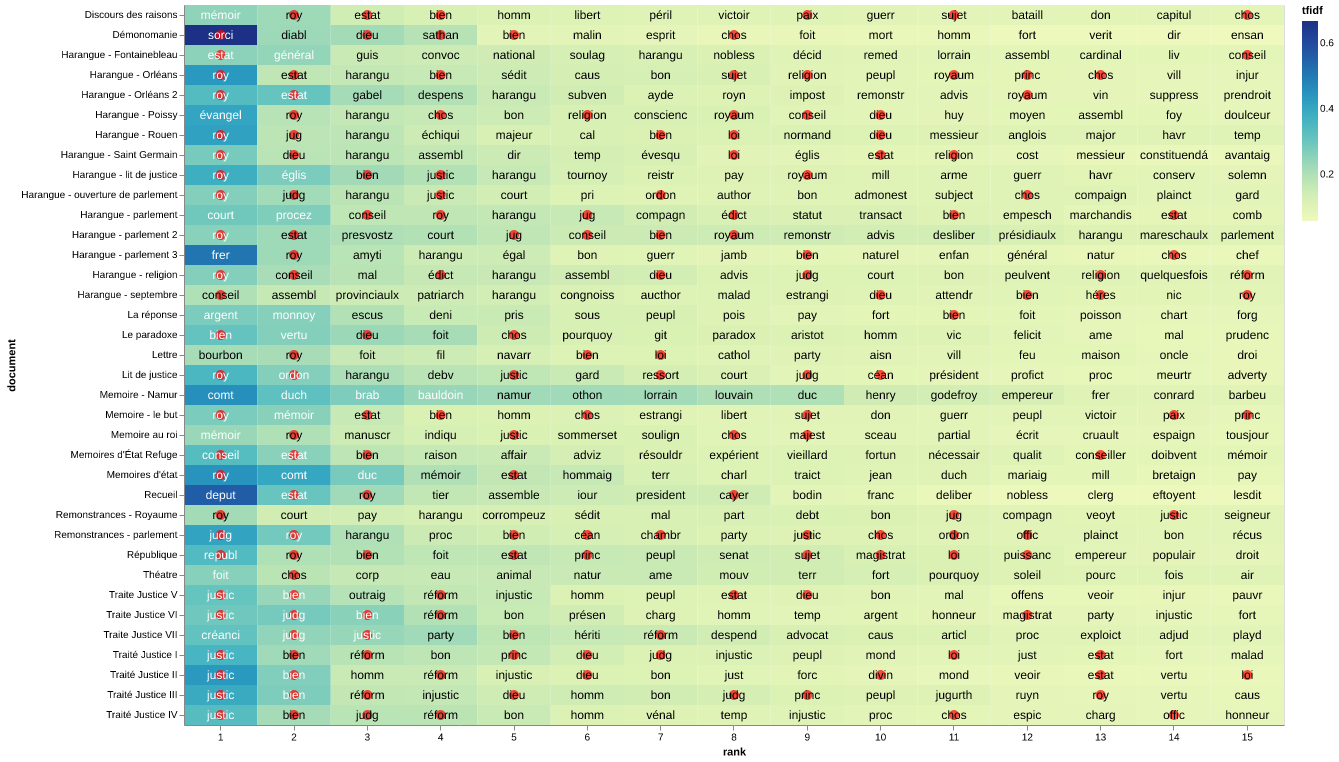 tfidf
Discours des raisons mémoir roy estat bien homm libert péril victoir paix guerr sujet bataill don capitul chos
Démonomanie sorci diabl dieu sathan bien malin esprit chos foit mort homm fort verit dir ensan
0.6
Harangue - Fontainebleau estat général guis convoc national soulag harangu nobless décid remed lorrain assembl cardinal liv conseil
Harangue - Orléans roy estat harangu bien sédit caus bon sujet religion peupl royaum princ chos vill injur
Harangue - Orléans 2 roy estat gabel despens harangu subven ayde royn impost remonstr advis royaum vin suppress prendroit
0.4
Harangue - Poissy évangel roy harangu chos bon religion conscienc royaum conseil dieu huy moyen assembl foy douceur
Harangue - Rouen roy jug harangu échiqui majeur cal bien loi normand dieu messieur anglois major havr temp
Harangue - Saint Germain roy dieu harangu assembl dir temp évesqu loi églis estat religion cost messieur constituendá avantaig
Harangue - lit de justice roy églis bien justic harangu tournoy reistr pay royaum mill arme guerr havr conserv solemn
0.2
Harangue - ouverture de parlement roy judg harangu justic court pri ordon author bon admonest subject chos compaign plainct gard
Harangue - parlement court procez conseil roy harangu jug compagn édict statut transact bien empesch marchandis estat comb
Harangue - parlement 2 roy estat presvostz court jug conseil bien royaum remonstr advis desliber présidiaulx harangu mareschaulx parlement
Harangue - parlement 3 frer roy amyti harangu égal bon guerr jamb bien naturel enfan général natur chos chef
Harangue - religion roy conseil mal édict harangu assembl dieu advis judg court bon peulvent religion quelquesfois réform
Harangue - septembre conseil assembl provinciaulx patriarch harangu congnoiss aucthor malad estrangi dieu attendr bien héres nic roy
La réponse argent monnoy escus deni pris sous peupl pois pay fort bien foit poisson chart forg
Le paradoxe bien vertu dieu foit chos pourquoy git paradox aristot homm vic felicit ame mal prudenc
Lettre bourbon roy foit fil navarr bien loi cathol party aisn vill feu maison oncle droi
Lit de justice roy ordon harangu debv justic gard ressort court judg céan président profict proc meurtr adverty
Memoire - Namur comt duch brab bauldoin namur othon lorrain louvain duc henry godefroy empereur frer conrard barbeu
Memoire - le but roy mémoir estat bien homm chos estrangi libert sujet don guerr peupl victoir paix princ
Memoire au roi mémoir roy manuscr indiqu justic sommerset soulign chos majest sceau partial écrit cruault espaign tousjour
Memoires d'État Refuge conseil estat bien raison affair adviz résouldr expérient vieillard fortun nécessair qualit conseiller doibvent mémoir
Memoires d'état roy comt duc mémoir estat hommaig terr charl traict jean duch mariaig mill bretaign pay
Recueil deput estat roy tier assemble iour president cayer bodin franc deliber nobless clerg eftoyent lesdit
Remonstrances - Royaume roy court pay harangu corrompeuz sédit mal part debt bon jug compagn veoyt justic seigneur
Remonstrances - parlement judg roy harangu proc bien céan chambr party justic chos ordon offic plainct bon récus
République republ roy bien foit estat princ peupl senat sujet magistrat loi puissanc empereur populair droit
Théatre foit chos corp eau animal natur ame mouv terr fort pourquoy soleil pourc fois air
Traite Justice V justic bien outraig réform injustic homm peupl estat dieu bon mal offens veoir injur pauvr
Traite Justice VI justic judg bien réform bon présen charg homm temp argent honneur magistrat party injustic fort
Traite Justice VII créanci judg justic party bien hériti réform despend advocat caus articl proc exploict adjud playd
Traité Justice I justic bien réform bon princ dieu judg injustic peupl mond loi just estat fort malad
Traité Justice II justic bien homm réform injustic dieu bon just forc divin mond veoir estat vertu loi
Traité Justice III justic bien réform injustic dieu homm bon judg princ peupl jugurth ruyn roy vertu caus
Traité Justice IV justic bien judg réform bon homm vénal temp injustic proc chos espic charg offic honneur
1 2 3 4 5 6 7 8 9 10 11 12 13 14 15
rank
document